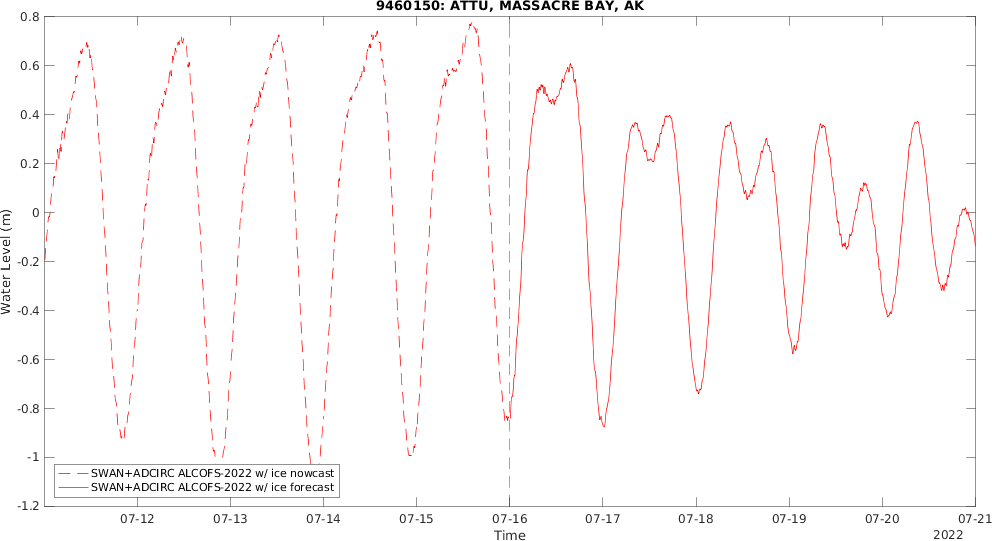 9460150: ATTU, MASSACRE BAY, AK
0.8
0.6
0.4
0.2
0
-0.2
-0.4
-0.6
-0.8
-1
-1.2
Water Level (m)
SWAN+ADCIRC ALCOFS-2022 w/ ice nowcast
SWAN+ADCIRC ALCOFS-2022 w/ ice forecast
07-12 07-13 07-14 07-15 07-16 07-17 07-18 07-19 07-20 07-21
Time
2022